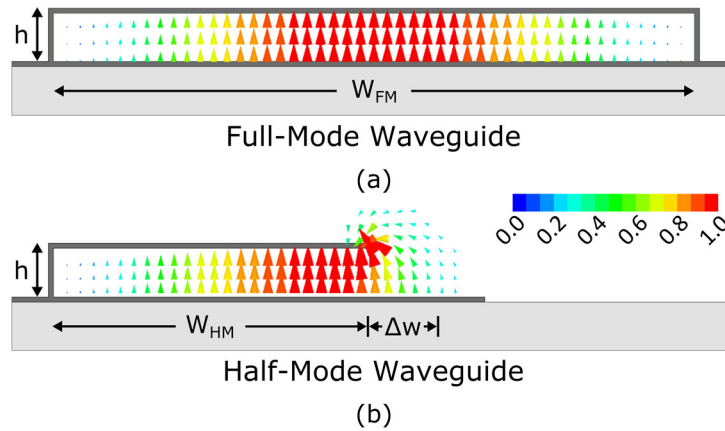 h
W_FM
Full-Mode Waveguide
(a)
0.0 0.2 0.4 0.6 0.8 1.0
h
W_HM
Δw
Half-Mode Waveguide
(b)